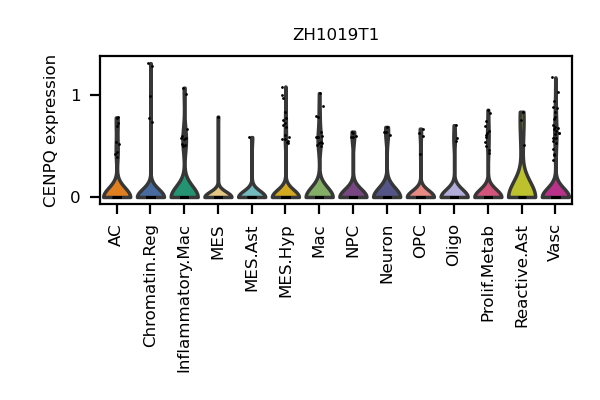 ZH1019T1
CENPQ expression
1
0
AC
Chromatin.Reg
Inflammatory.Mac
MES
MES.Ast
MES.Hyp
Mac
NPC
Neuron
OPC
Oligo
Prolif.Metab
Reactive.Ast
Vasc